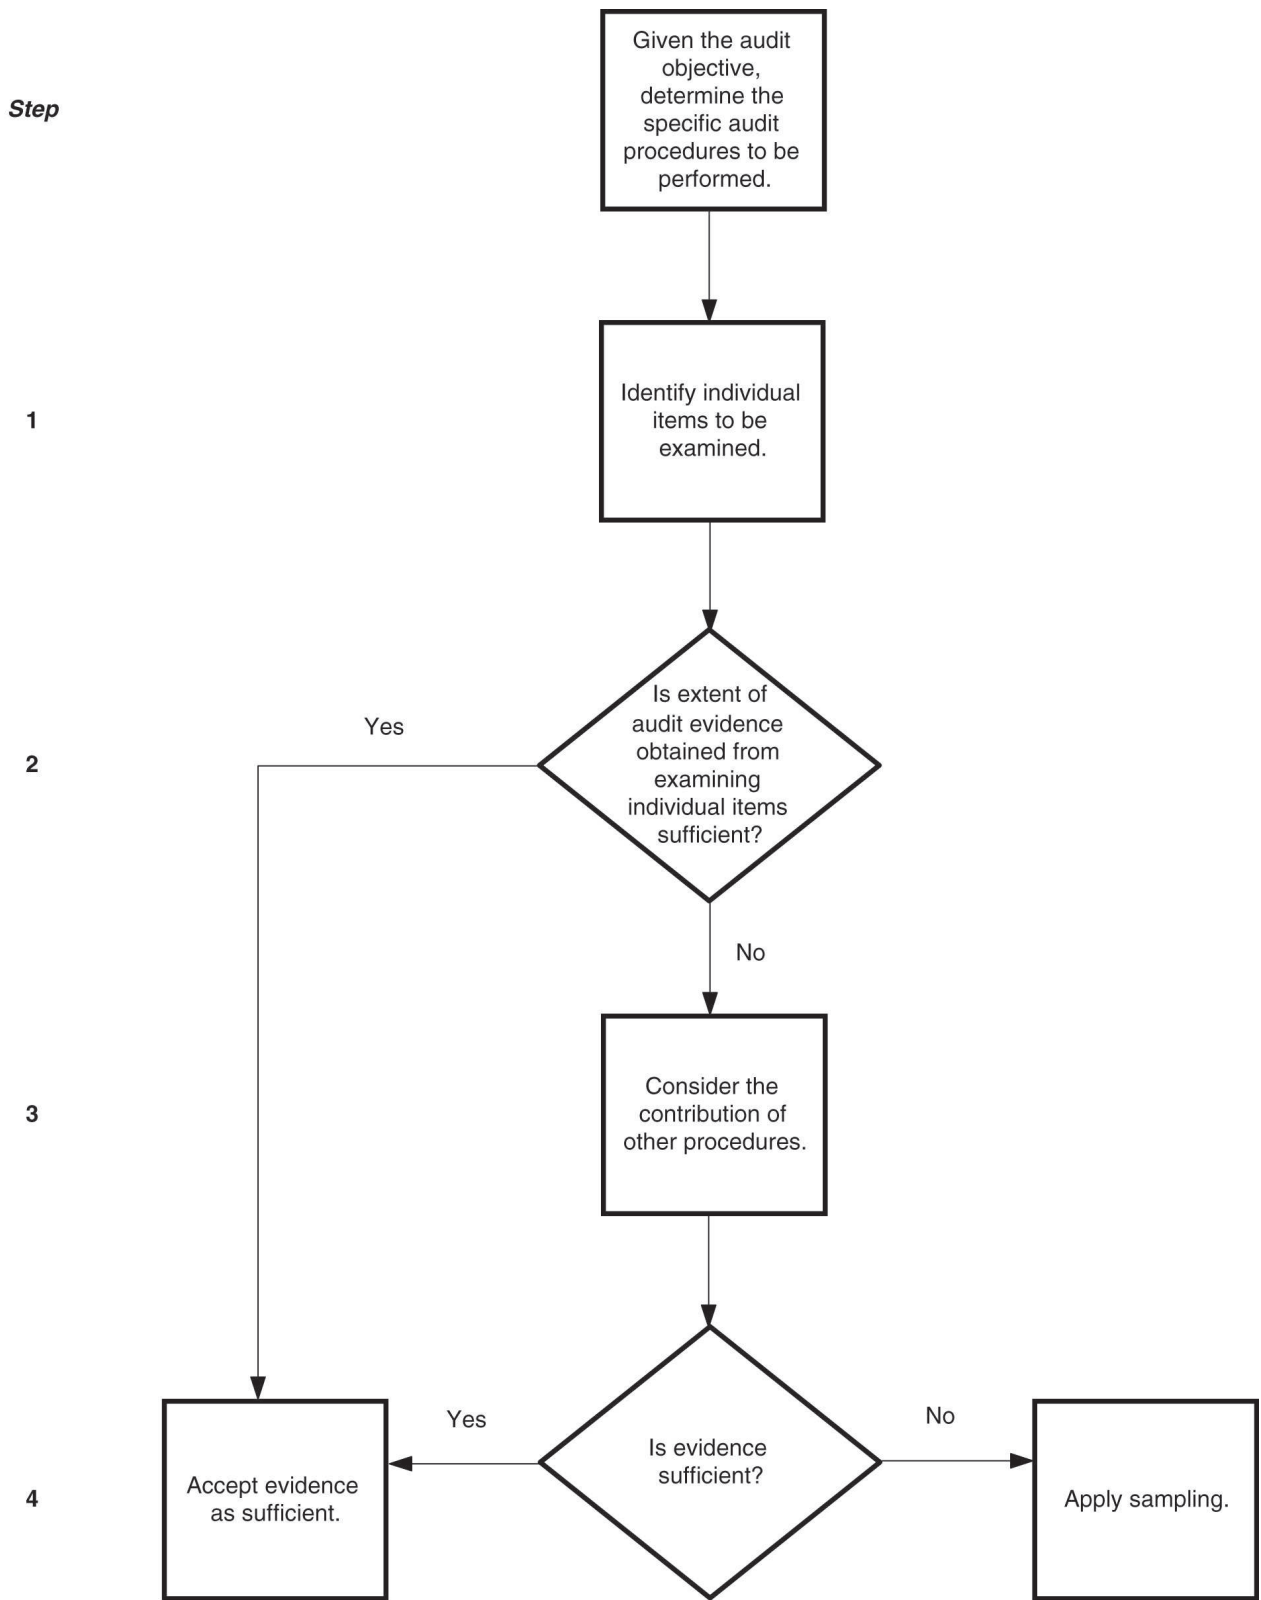 Given the audit
objective,
determine the
specific audit
procedures to be
performed.
Step
Identify individual
items to be
examined.
1
Is extent of
audit evidence
obtained from
examining
individual items
sufficient?
Yes
2
No
Consider the
contribution of
other procedures.
3
Is evidence
sufficient?
Yes
No
Accept evidence
as sufficient.
4
Apply sampling.